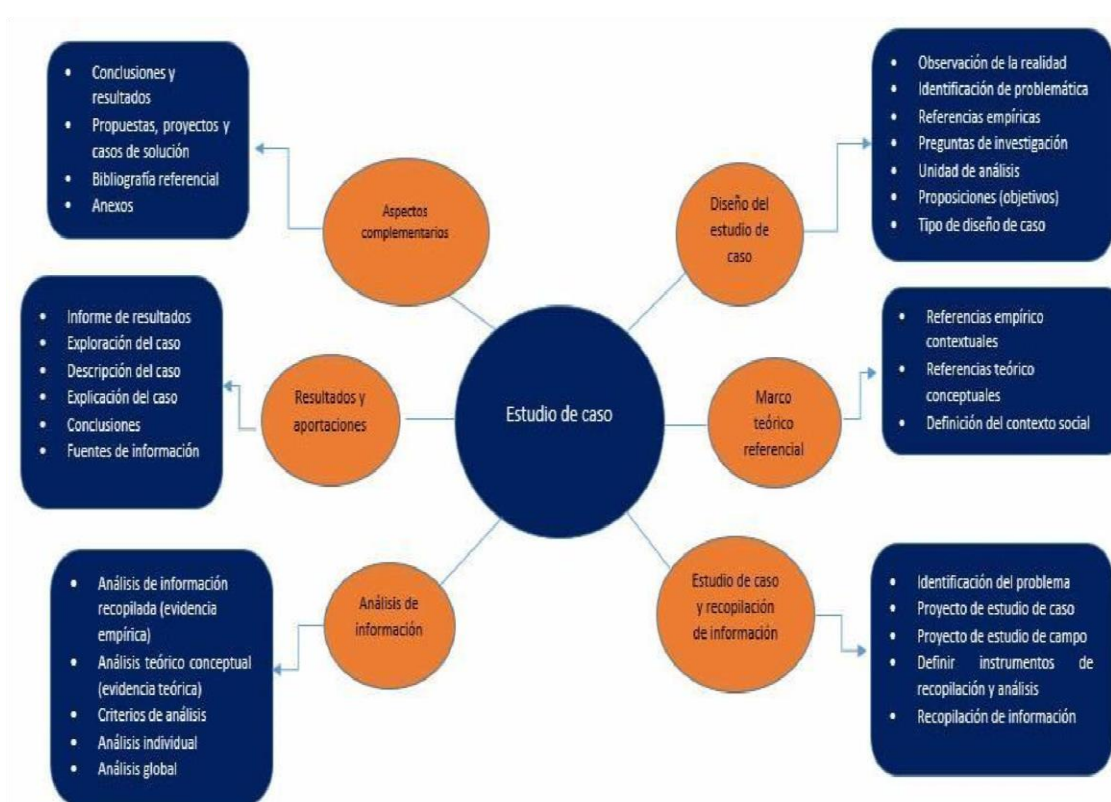 Conclusiones y
resultados
Propuestas, proyectos y
casos de solución
Bibliografía referencial
Anexos
Aspectos
complementarios
Diseño del
estudio de
caso
Observación de la realidad
Identificación de problemática
Referencias empíricas
Preguntas de investigación
Unidad de análisis
Proposiciones (objetivos)
Tipo de diseño de caso
Informe de resultados
Exploración del caso
Descripción del caso
Explicación del caso
Conclusiones
Fuentes de información
Resultados y
aportaciones
Estudio de caso
Marco
teórico
referencial
Referencias empírico
contextuales
Referencias teórico
conceptuales
Definición del contexto social
Análisis de información
recopilada (evidencia
empírica)
Análisis teórico conceptual
(evidencia teórica)
Criterios de análisis
Análisis individual
Análisis global
Análisis de
información
Estudio de caso
y recopilación
de información
Identificación del problema
Proyecto de estudio de caso
Proyecto de estudio de campo
Definir instrumentos de
recopilación y análisis
Recopilación de información